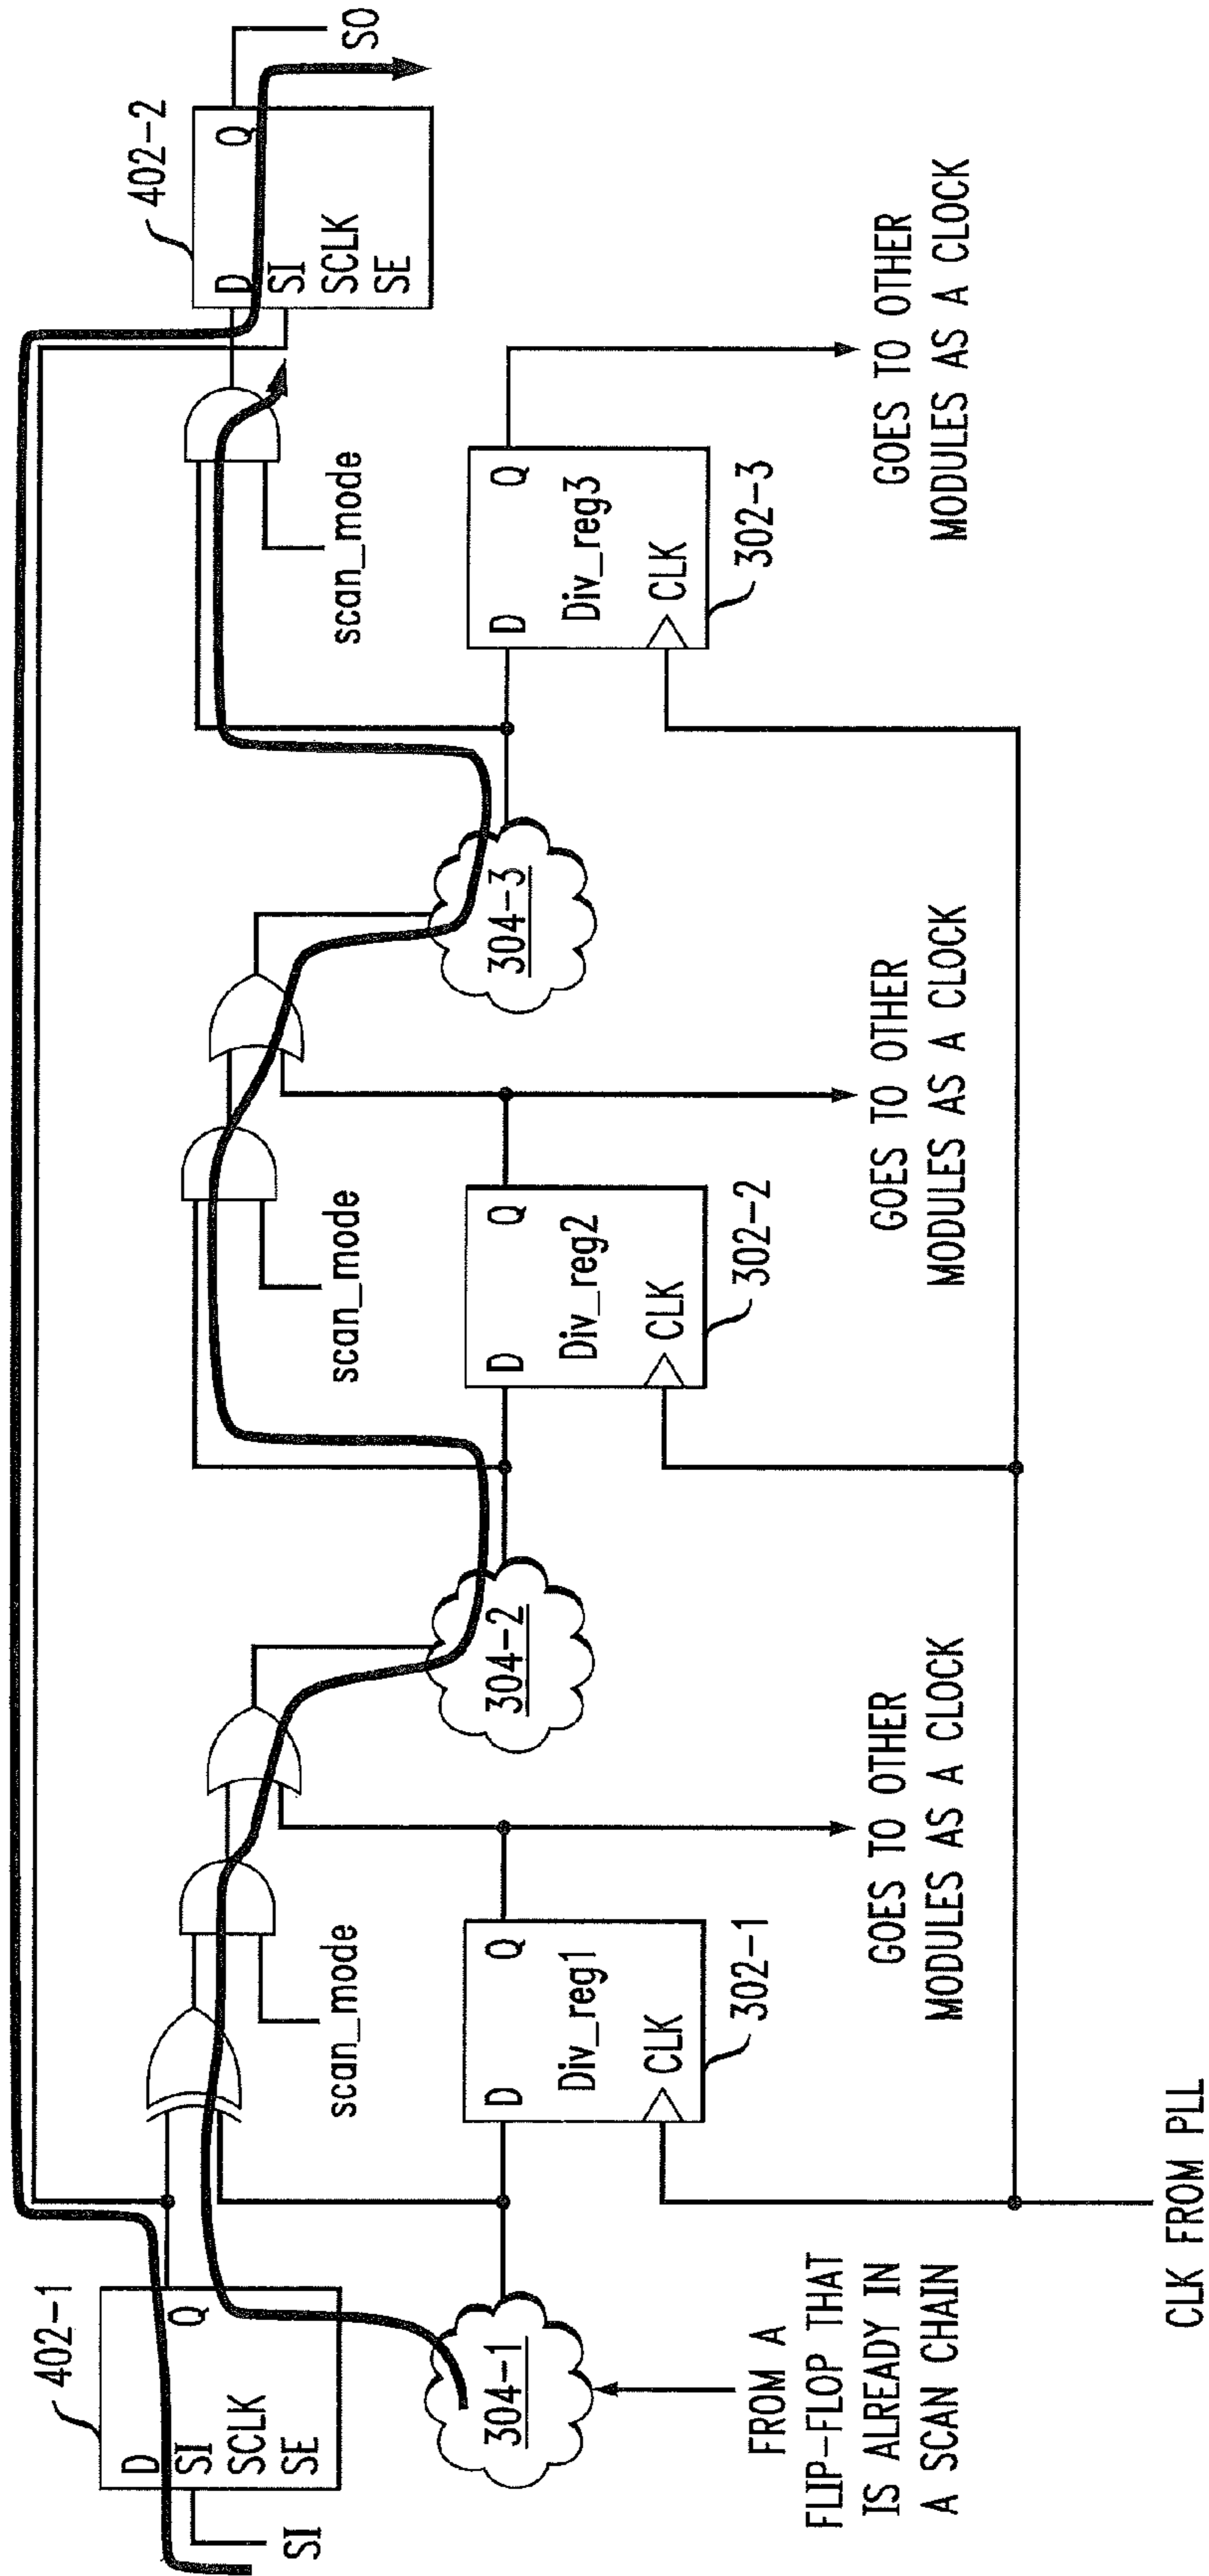 402-1
D
SI
SCLK
SE
Q
SI
402-2
D
SI
SCLK
SE
Q
SO
scan_mode
scan_mode
scan_mode
304-1
D
Q
Div_reg1
CLK
302-1
304-2
D
Q
Div_reg2
CLK
302-2
304-3
D
Q
Div_reg3
CLK
302-3
FROM A
FLIP-FLOP THAT
IS ALREADY IN
A SCAN CHAIN
GOES TO OTHER
MODULES AS A CLOCK
GOES TO OTHER
MODULES AS A CLOCK
GOES TO OTHER
MODULES AS A CLOCK
CLK FROM PLL